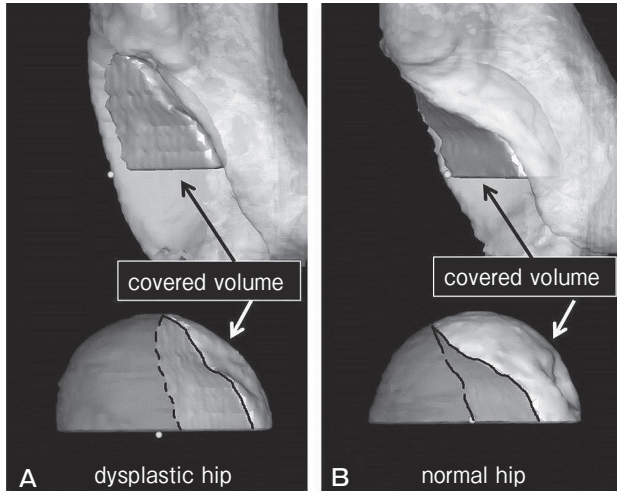 covered volume
A
dysplastic hip
covered volume
B
normal hip